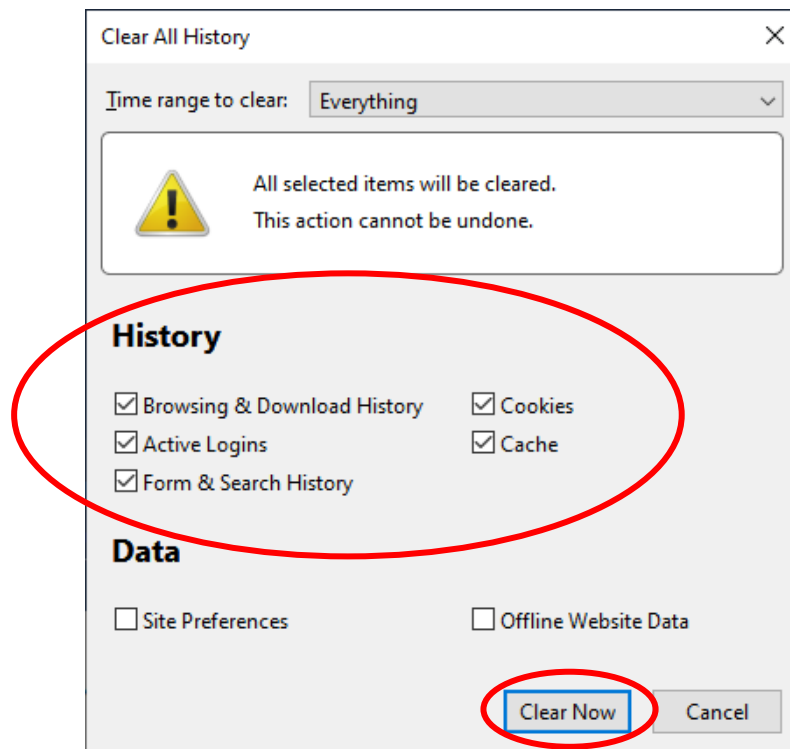 Clear All History
Time range to clear: Everything
All selected items will be cleared.
This action cannot be undone.
History
Browsing & Download History Cookies
Active Logins Cache
Form & Search History
Data
Site Preferences Offline Website Data
Clear Now Cancel